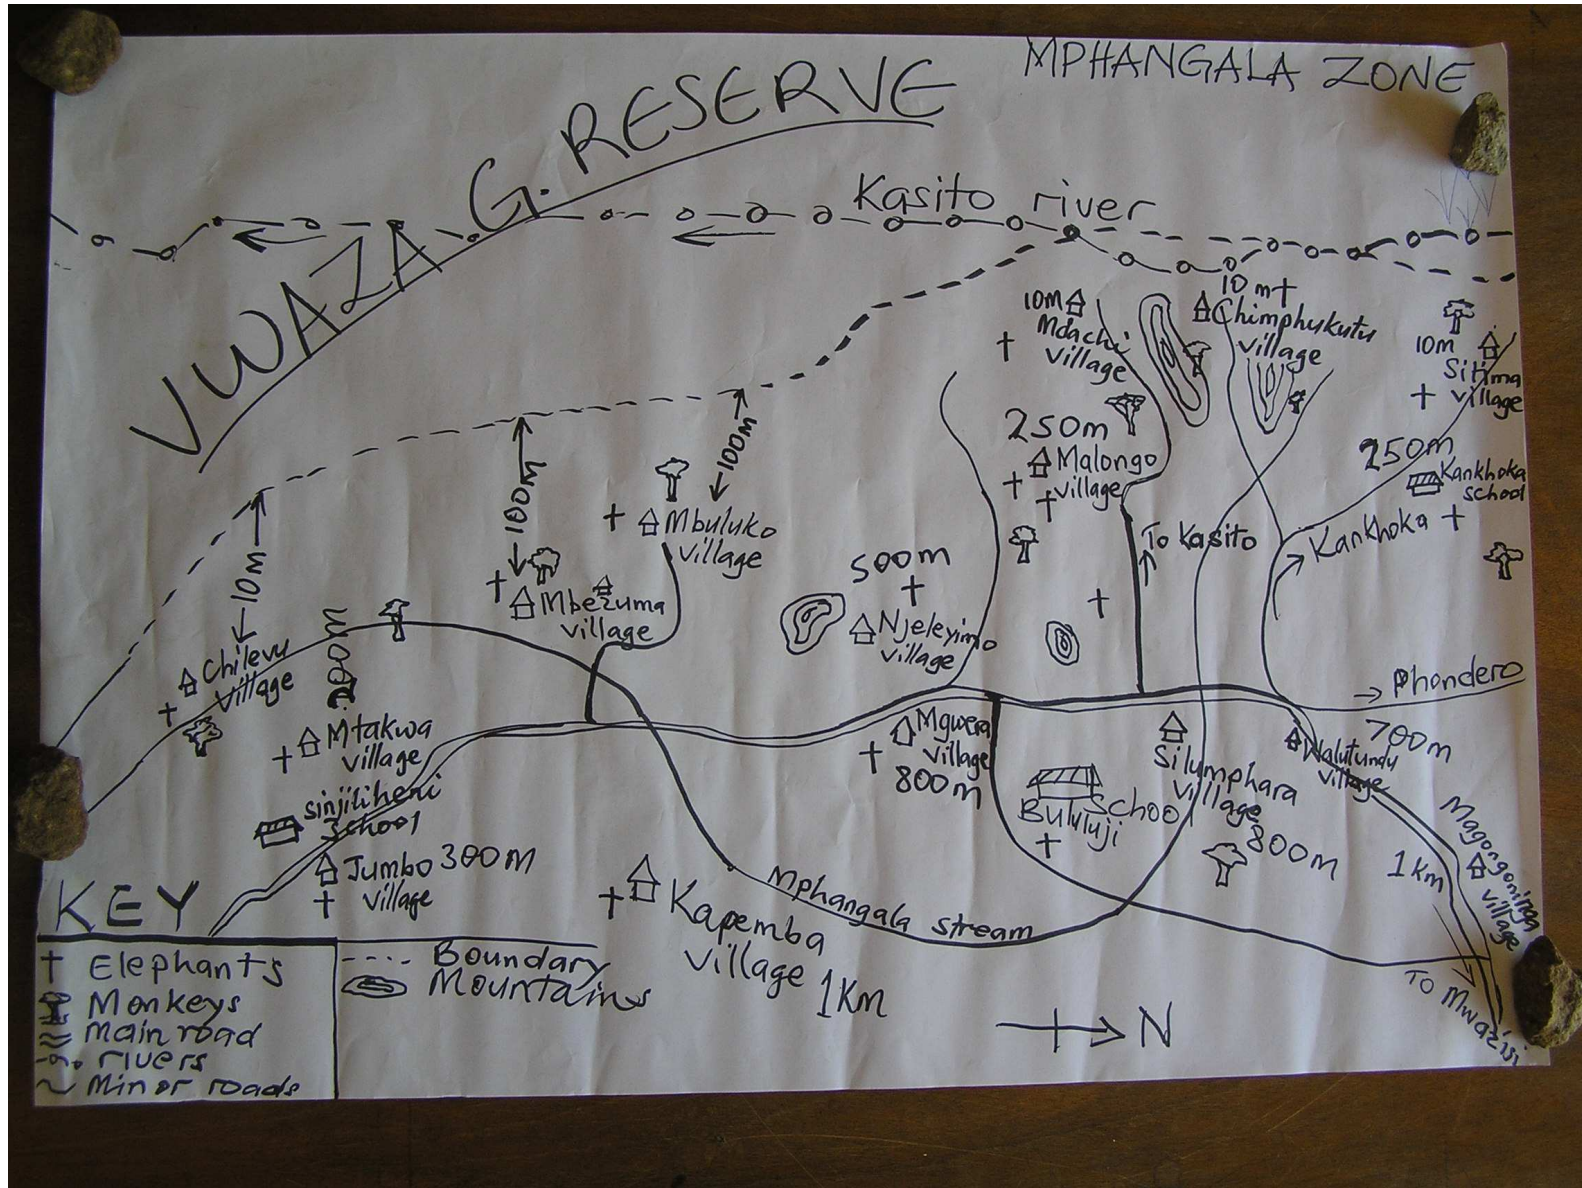 MPHANGALA ZONE
VWAZA G. RESERVE
Kasito river
10m
Mdachi
village
10m
Chimphukutu
village
10m
Sitima
village
250m
Malongo
village
250m
Kankhoka
school
Kankhoka
To Kasito
100m
Mbuluko
village
100m
Mbezuma
village
500m
Njeleyimo
village
10m
Chilevu
village
200m
Mtakwa
village
Phondero
700m
Walutundu
village
Mgwera
village
800m
Silumphara
village
800m
Bululuji
School
sinjiliheni
school
Jumbo 300m
village
Kapemba
village 1km
Mphangala stream
Magongoninga
village
1km
To Mwazisi
N
KEY
Elephants
Monkeys
Main road
rivers
Minor roads
Boundary
Mountains